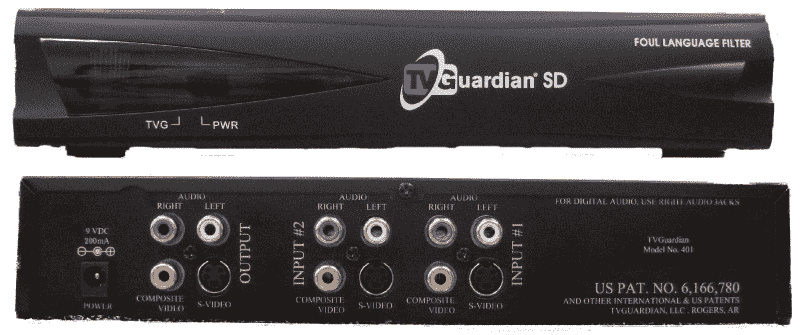 FOUL LANGUAGE FILTER
TVGuardian® SD
TVG PWR
AUDIO
RIGHT LEFT
OUTPUT
COMPOSITE
VIDEO
S-VIDEO
9 VDC
200mA
POWER
AUDIO
RIGHT LEFT
INPUT #2
COMPOSITE
VIDEO
S-VIDEO
AUDIO
RIGHT LEFT
INPUT #1
COMPOSITE
VIDEO
S-VIDEO
FOR DIGITAL AUDIO, USE RIGHT AUDIO JACKS
TVGuardian
Model No. 401
US PAT. NO. 6,166,780
AND OTHER INTERNATIONAL & US PATENTS
TVGUARDIAN, LLC . ROGERS, AR